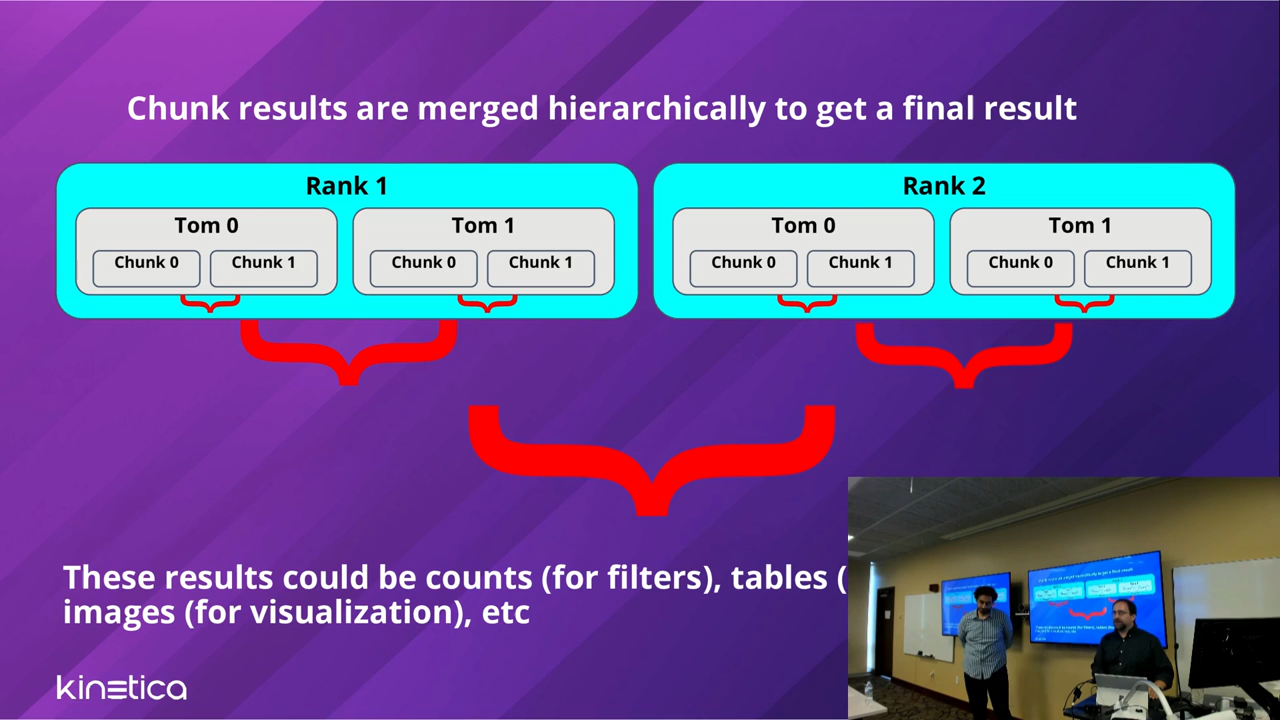 Chunk results are merged hierarchically to get a final result
Rank 1
Rank 2
Tom 0
Tom 1
Tom 0
Tom 1
Chunk 0
Chunk 1
Chunk 0
Chunk 1
Chunk 0
Chunk 1
Chunk 0
Chunk 1
These results could be counts (for filters), tables (
images (for visualization), etc
kinetica